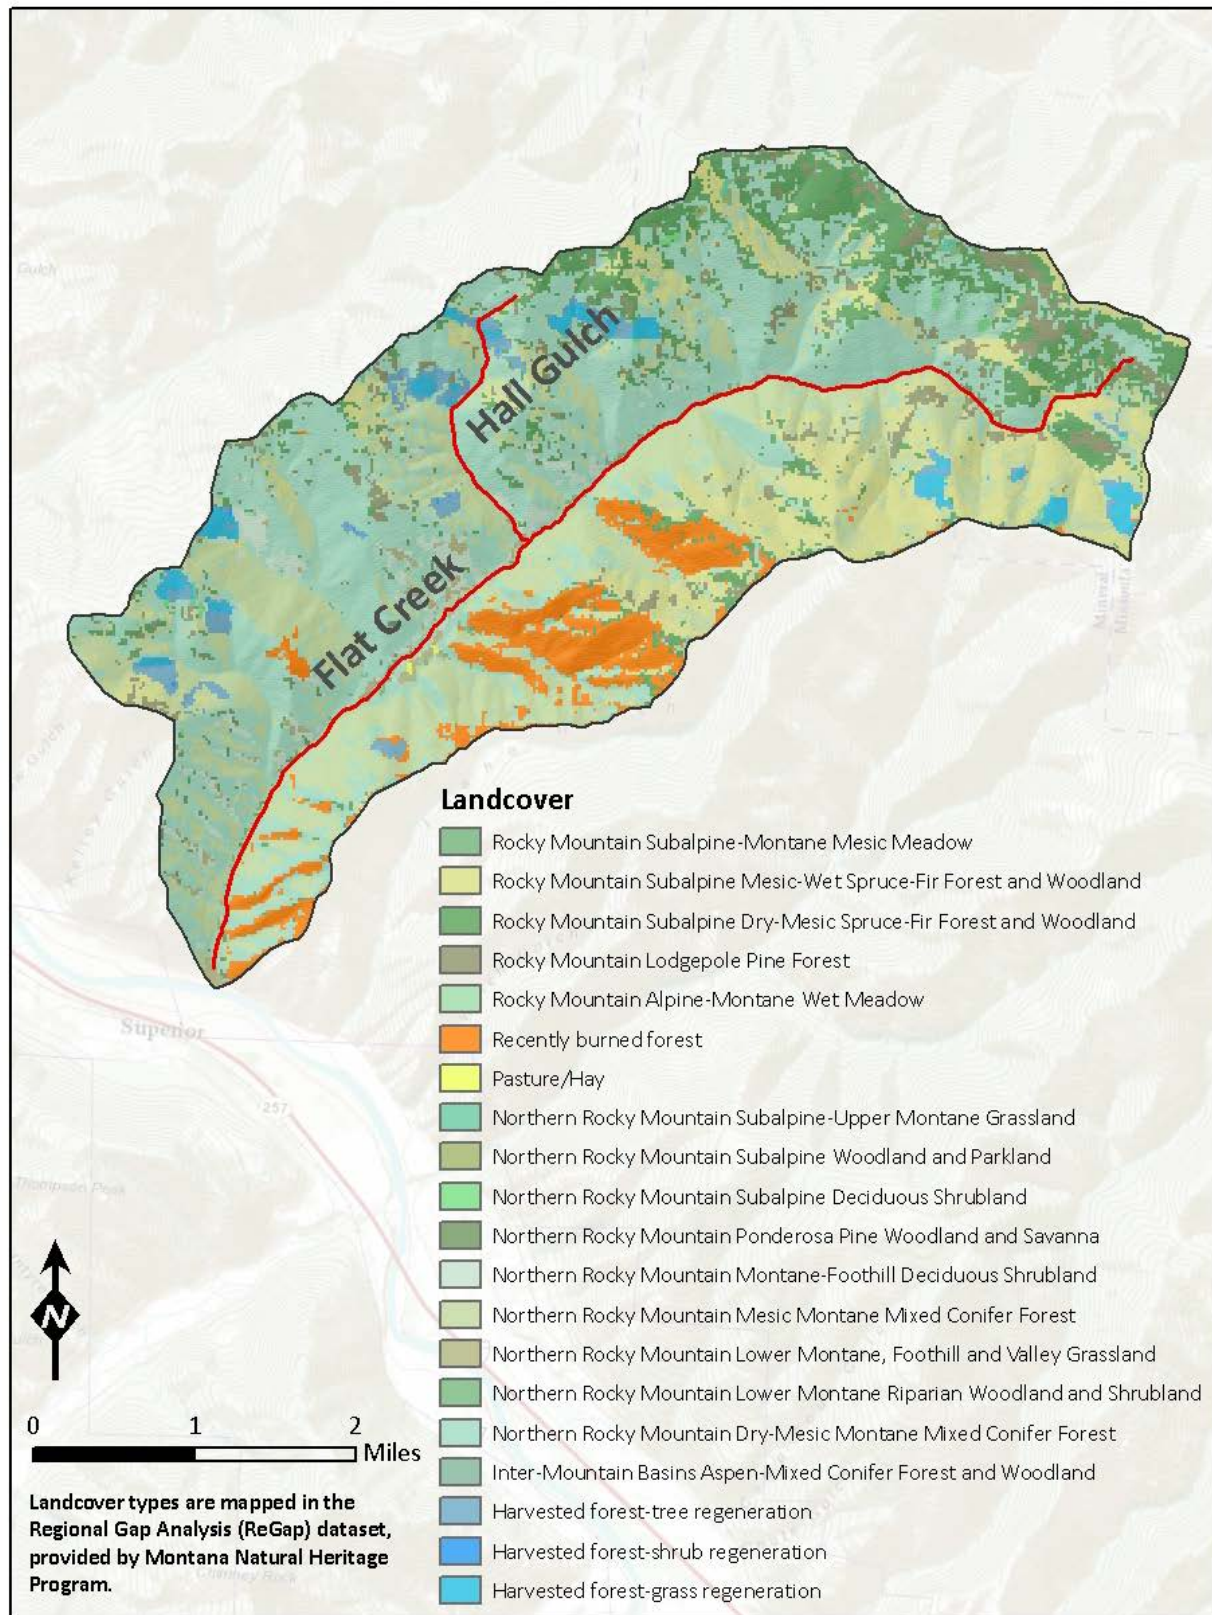 Gulch
Hall Gulch
Flat Creek
Mineral
Superior
257
Thompson Peak
Landcover
Rocky Mountain Subalpine-Montane Mesic Meadow
Rocky Mountain Subalpine Mesic-Wet Spruce-Fir Forest and Woodland
Rocky Mountain Subalpine Dry-Mesic Spruce-Fir Forest and Woodland
Rocky Mountain Lodgepole Pine Forest
Rocky Mountain Alpine-Montane Wet Meadow
Recently burned forest
Pasture/Hay
Northern Rocky Mountain Subalpine-Upper Montane Grassland
Northern Rocky Mountain Subalpine Woodland and Parkland
Northern Rocky Mountain Subalpine Deciduous Shrubland
Northern Rocky Mountain Ponderosa Pine Woodland and Savanna
Northern Rocky Mountain Montane-Foothill Deciduous Shrubland
Northern Rocky Mountain Mesic Montane Mixed Conifer Forest
Northern Rocky Mountain Lower Montane, Foothill and Valley Grassland
Northern Rocky Mountain Lower Montane Riparian Woodland and Shrubland
Northern Rocky Mountain Dry-Mesic Montane Mixed Conifer Forest
Inter-Mountain Basins Aspen-Mixed Conifer Forest and Woodland
Harvested forest-tree regeneration
Harvested forest-shrub regeneration
Harvested forest-grass regeneration
N
0 1 2
Miles
Landcover types are mapped in the
Regional Gap Analysis (ReGap) dataset,
provided by Montana Natural Heritage
Program.
Chimney Rock